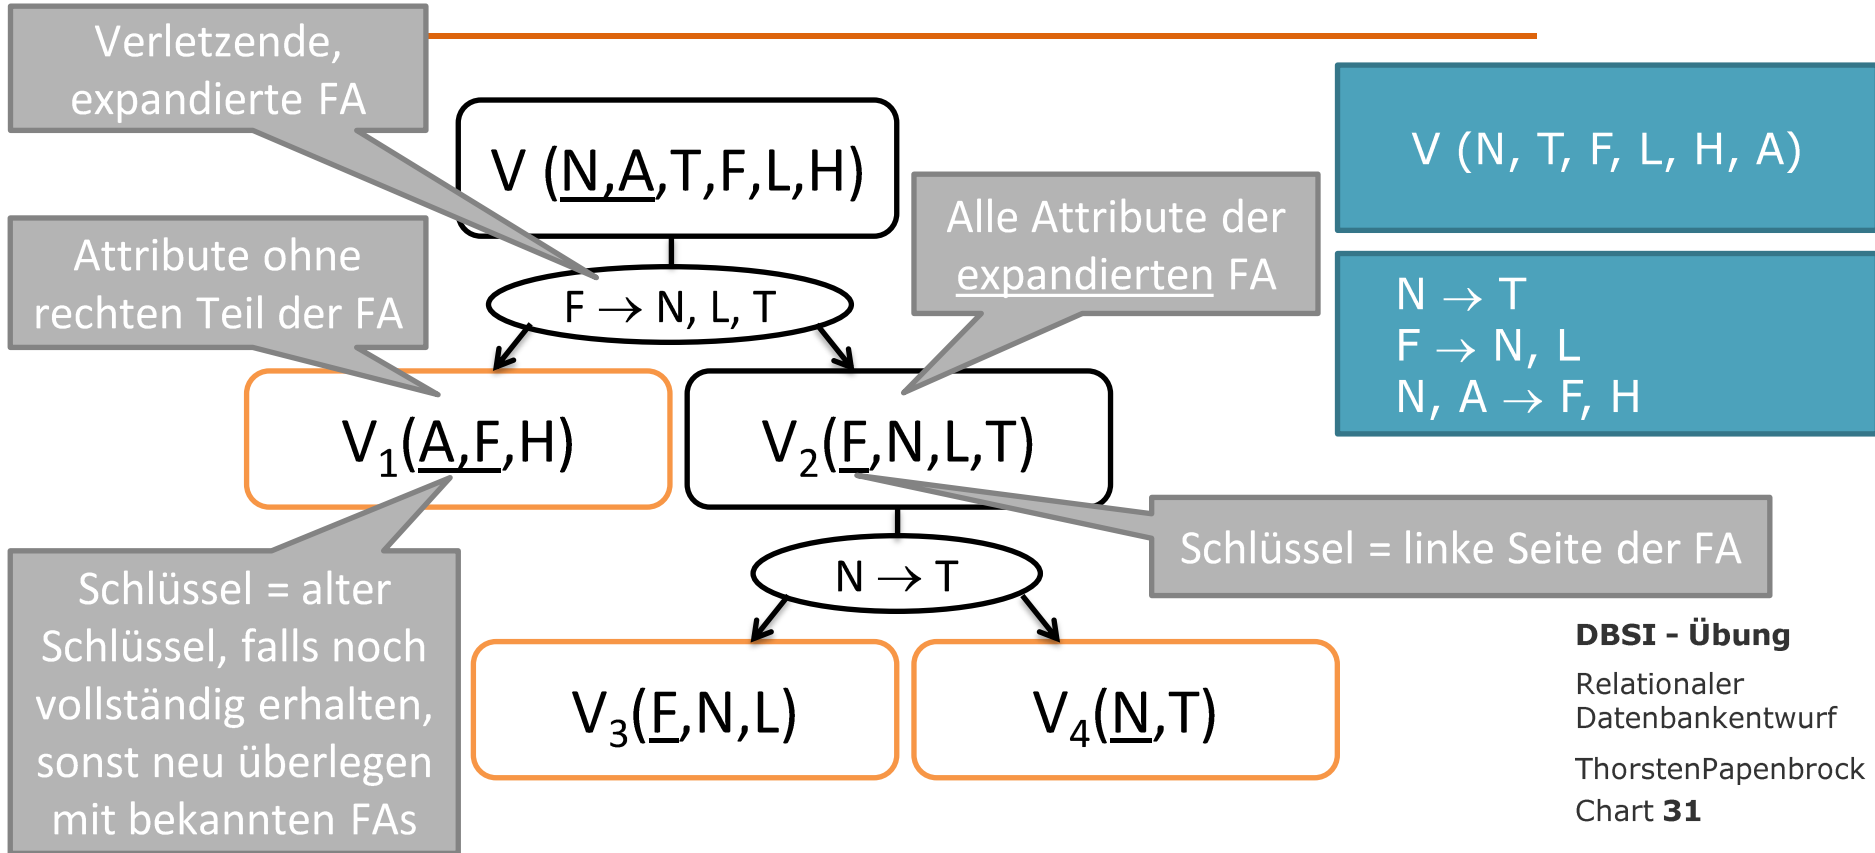 Verletzende,
expandierte FA
V (N,A,T,F,L,H)
V (N, T, F, L, H, A)
Alle Attribute der
expandierten FA
Attribute ohne
rechten Teil der FA
F → N, L, T
N → T
F → N, L
N, A → F, H
V₁(A,F,H)
V₂(F,N,L,T)
Schlüssel = linke Seite der FA
N → T
Schlüssel = alter
Schlüssel, falls noch
vollständig erhalten,
sonst neu überlegen
mit bekannten FAs
V₃(F,N,L)
V₄(N,T)
DBSI - Übung
Relationaler
Datenbankentwurf
ThorstenPapenbrock
Chart 31